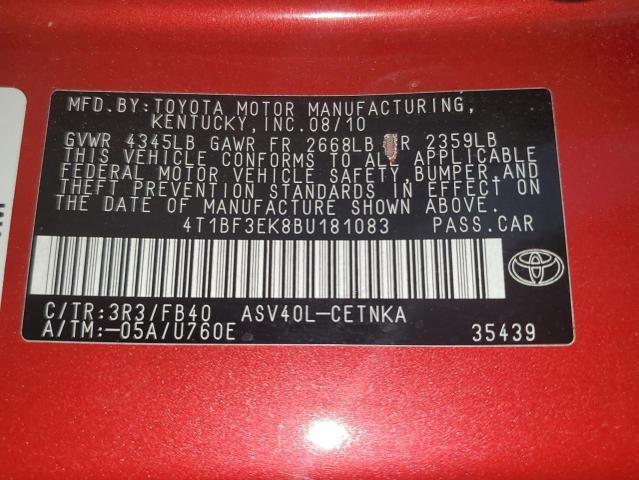 MFD.BY:TOYOTA MOTOR MANUFACTURING,
KENTUCKY, INC.08/10
GVWR 4345LB GAWR FR 2668LB R 2359LB
THIS VEHICLE CONFORMS TO ALL APPLICABLE
FEDERAL MOTOR VEHICLE SAFETY, BUMPER, AND
THEFT PREVENTION STANDARDS IN EFFECT ON
THE DATE OF MANUFACTURE SHOWN ABOVE.
4T1BF3EK8BU181083 PASS.CAR
C/TR:3R3/FB40 ASV40L-CETNKA
A/TM:-05A/U760E 35439